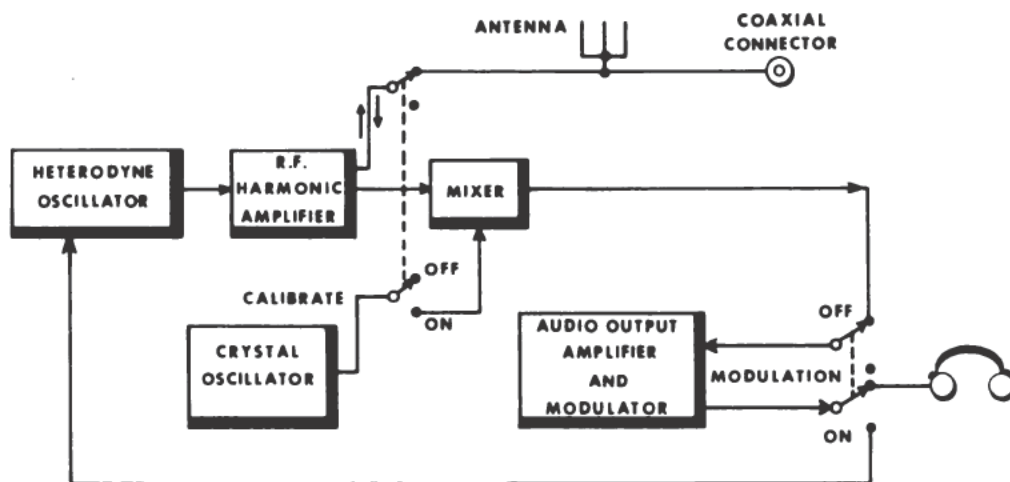 ANTENNA
COAXIAL
CONNECTOR
HETERODYNE
OSCILLATOR
R.F.
HARMONIC
AMPLIFIER
MIXER
OFF
CALIBRATE
ON
CRYSTAL
OSCILLATOR
AUDIO OUTPUT
AMPLIFIER
AND
MODULATOR
OFF
MODULATION
ON